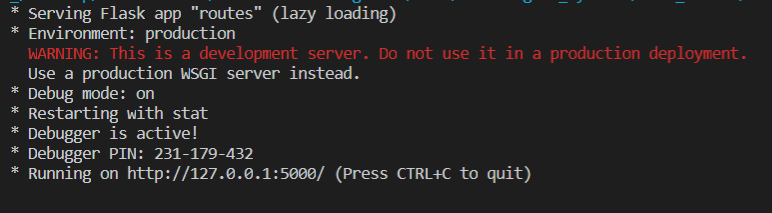 * Serving Flask app "routes" (lazy loading)
* Environment: production
WARNING: This is a development server. Do not use it in a production deployment.
Use a production WSGI server instead.
* Debug mode: on
* Restarting with stat
* Debugger is active!
* Debugger PIN: 231-179-432
* Running on http://127.0.0.1:5000/ (Press CTRL+C to quit)